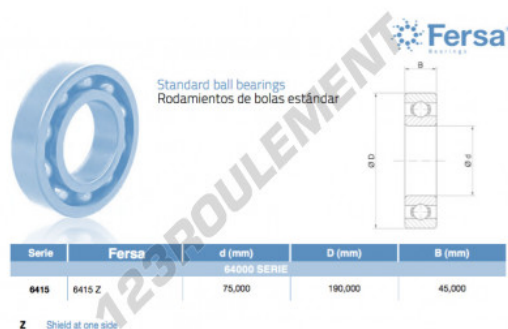 Fersa
Bearings
Standard ball bearings
Rodamientos de bolas estándar
B
Ø D
Ø d
Serie Fersa d (mm) D (mm) B (mm)
64000 SERIE
6415 6415 Z 75,000 190,000 45,000
Z Shield at one side
123ROULEMENT